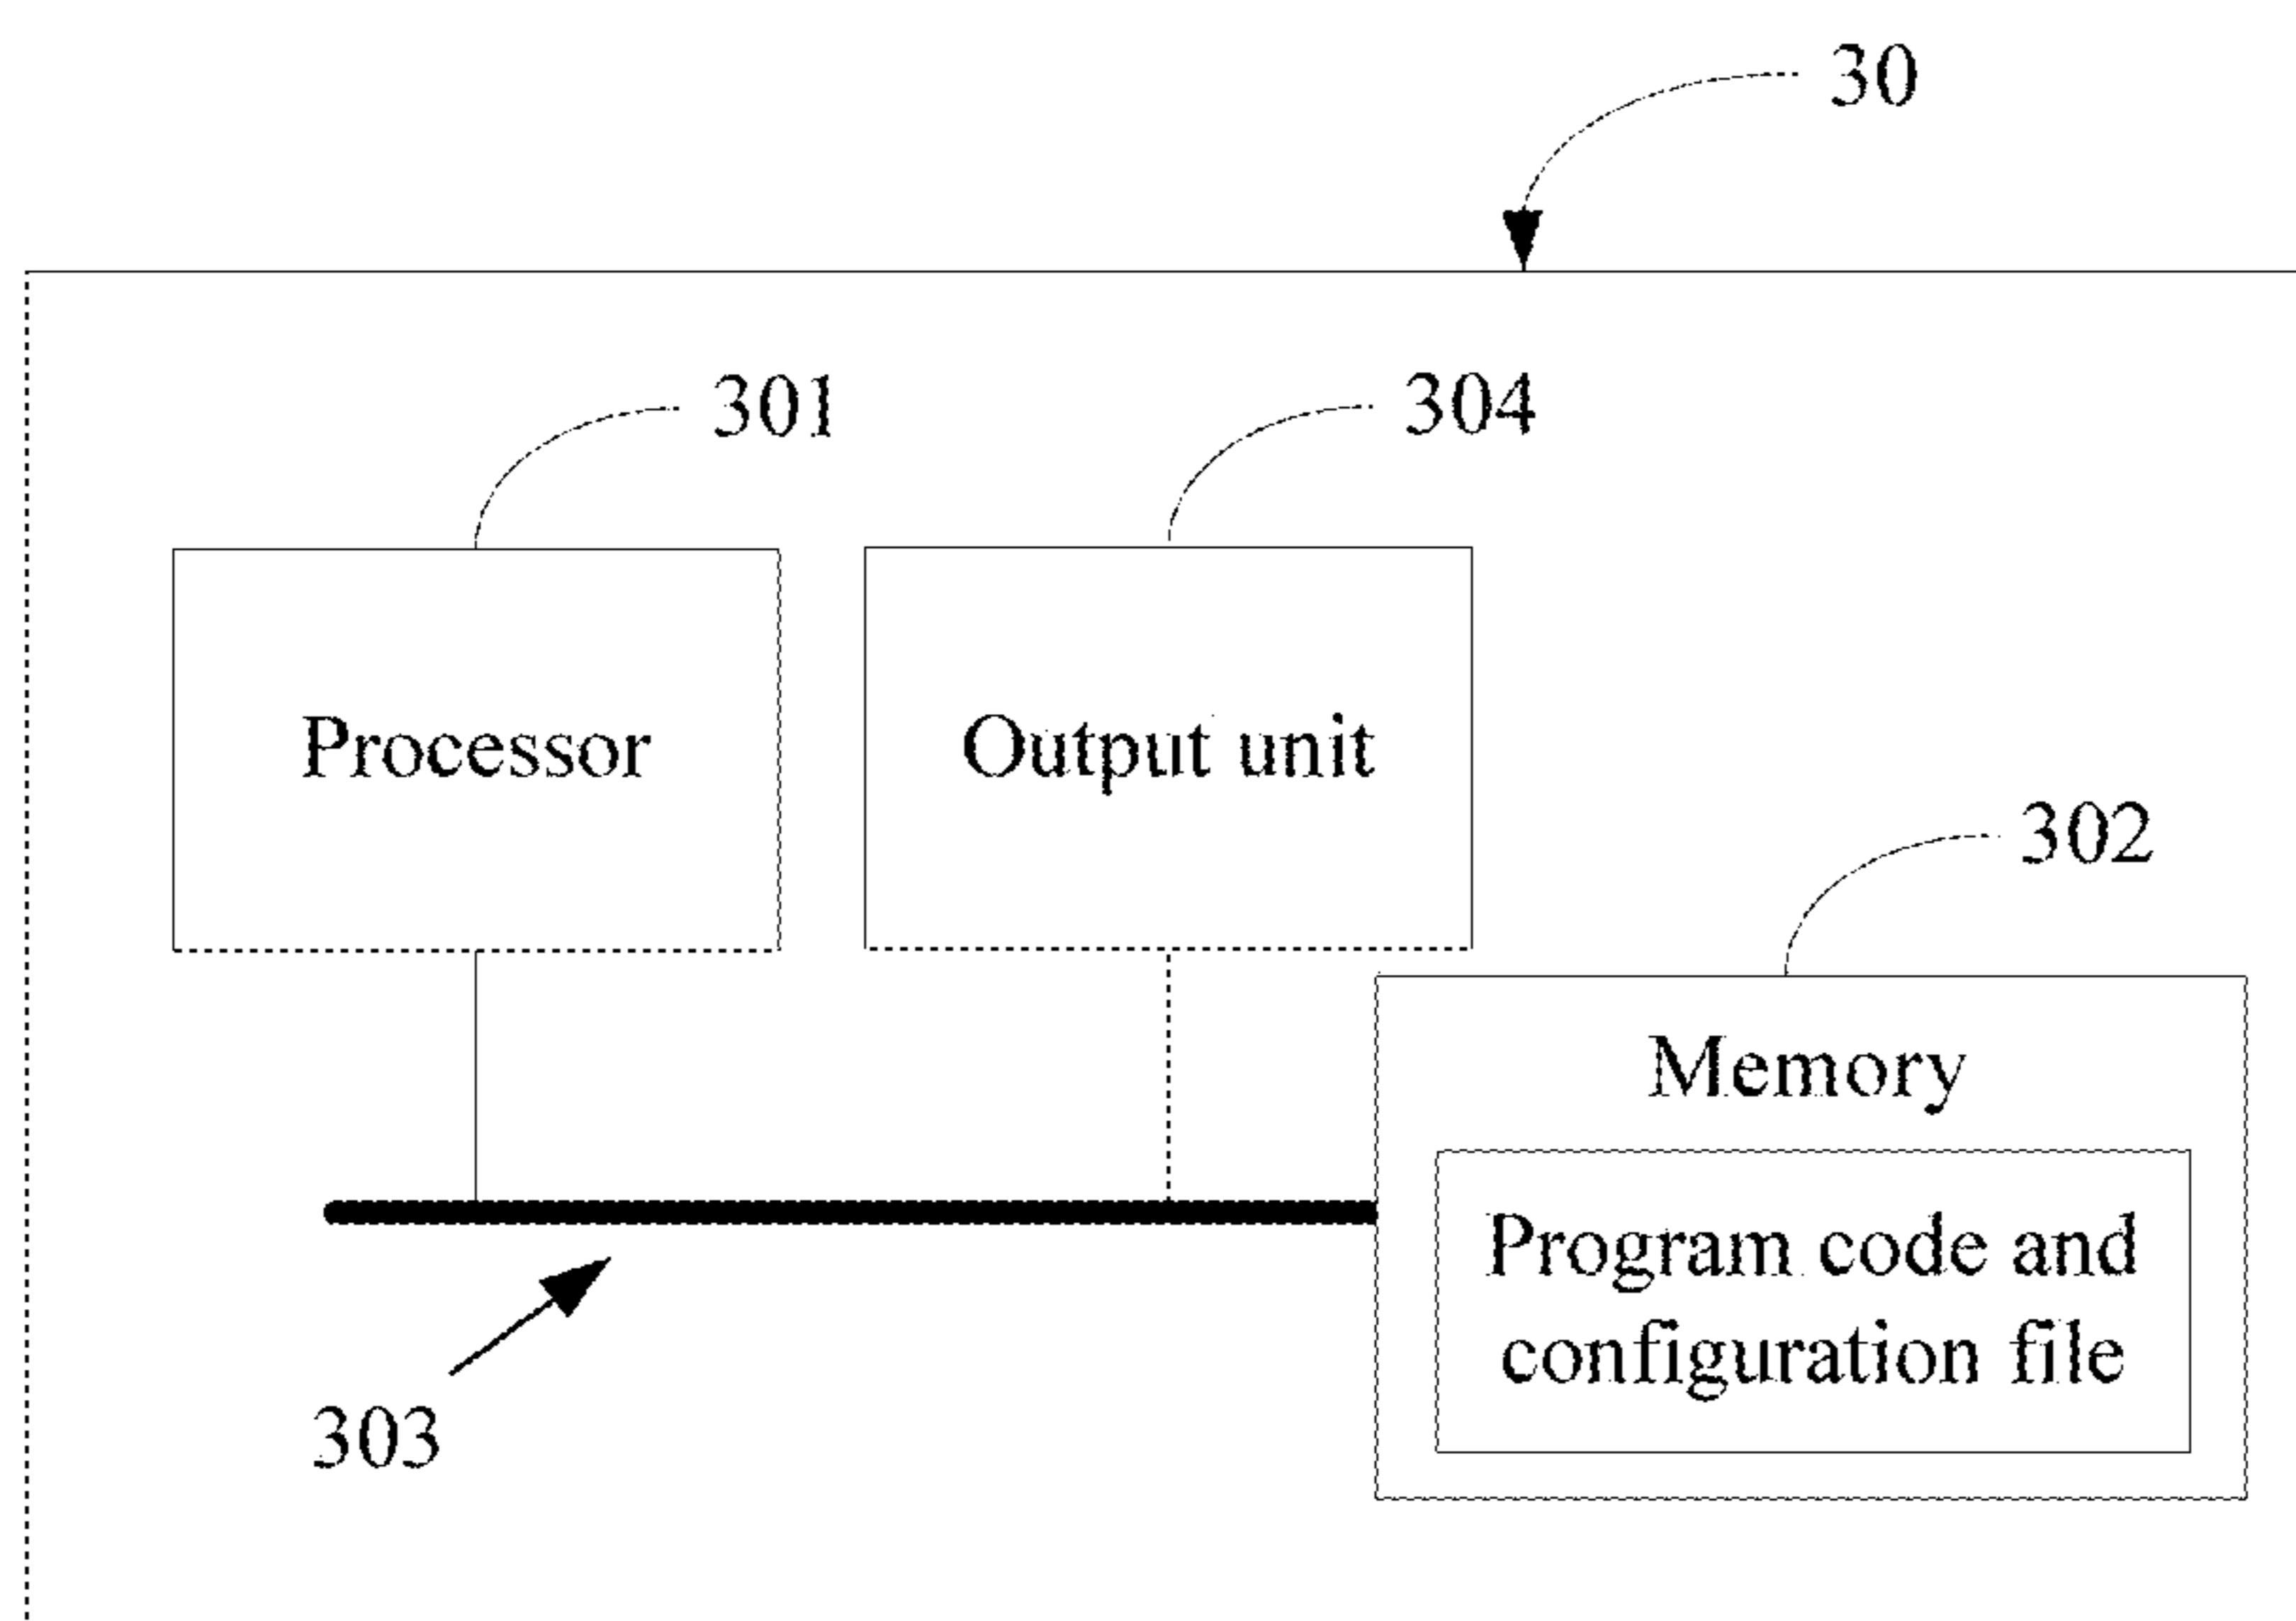 30
301
304
Processor
Output unit
302
Memory
Program code and
configuration file
303